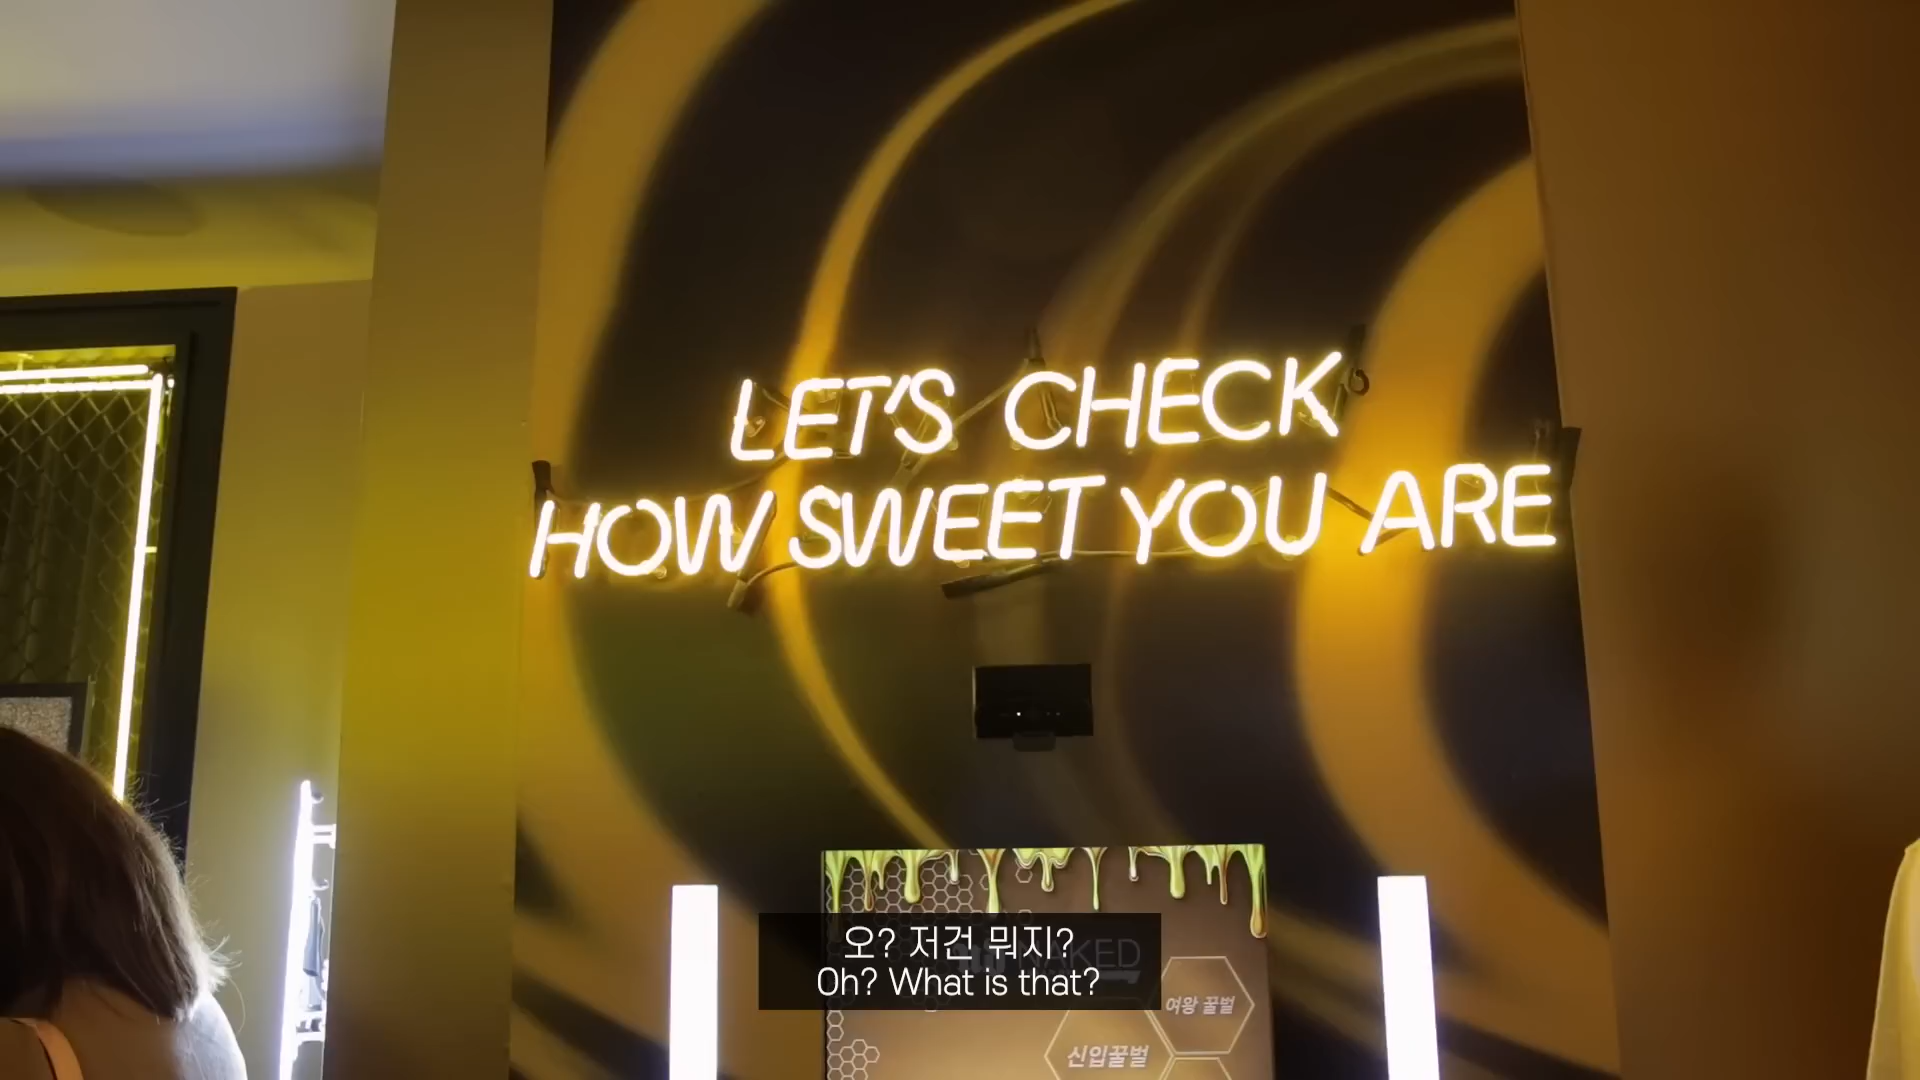 LET'S CHECK
HOW SWEET YOU ARE
오? 저건 뭐지?
Oh? What is that?
NAKED
여왕 꿀벌
신입꿀벌